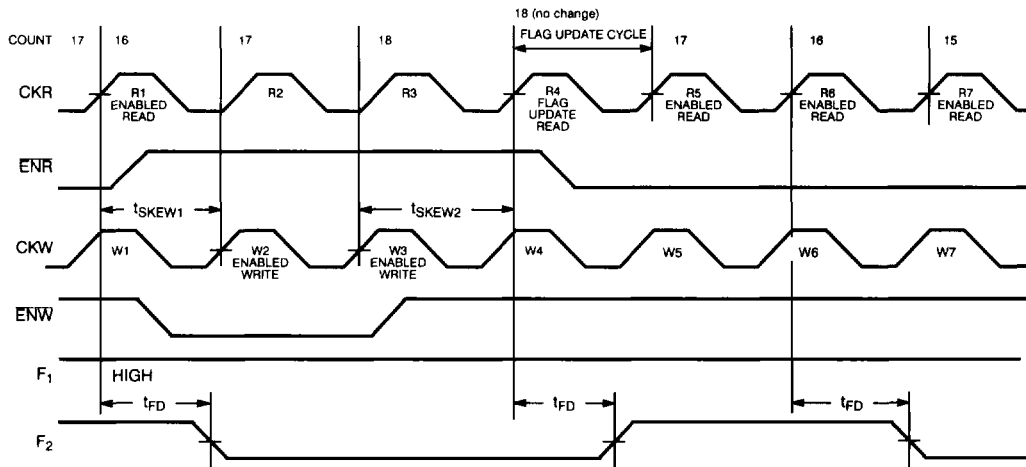 18 (no change)
COUNT 17 16 17 18 FLAG UPDATE CYCLE 17 16 15
CKR R1 ENABLED READ R2 R3 R4 FLAG UPDATE READ R5 ENABLED READ R6 ENABLED READ R7 ENABLED READ
ENR
tSKEW1 tSKEW2
CKW W1 W2 ENABLED WRITE W3 ENABLED WRITE W4 W5 W6 W7
ENW
F1 HIGH
tFD tFD tFD
F2